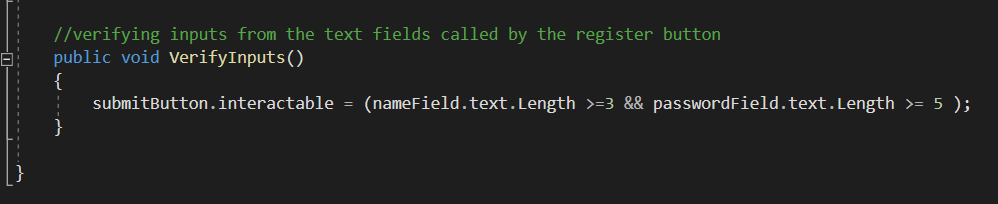 //verifying inputs from the text fields called by the register button
public void VerifyInputs()
{
submitButton.interactable = (nameField.text.Length >=3 && passwordField.text.Length >= 5 );
}
}